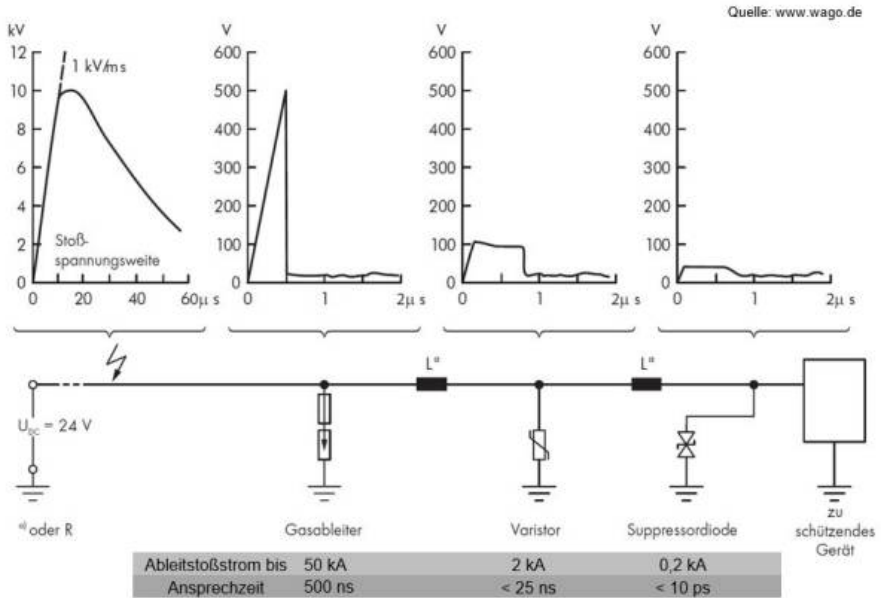 Quelle: www.wago.de
kV
12
10
8
6
4
2
0
1 kV/ms
Stoß-
spannungsweite
0 20 40 60μ s
V
600
500
400
300
200
100
0
0 1 2μ s
V
600
500
400
300
200
100
0
0 1 2μ s
V
600
500
400
300
200
100
0
0 1 2μ s
L α)
L α)
U DC = 24 V
α) oder R
Gasableiter
Varistor
Suppressordiode
zu
schützendes
Gerät
Ableitstoßstrom bis 50 kA 2 kA 0,2 kA
Ansprechzeit 500 ns < 25 ns < 10 ps